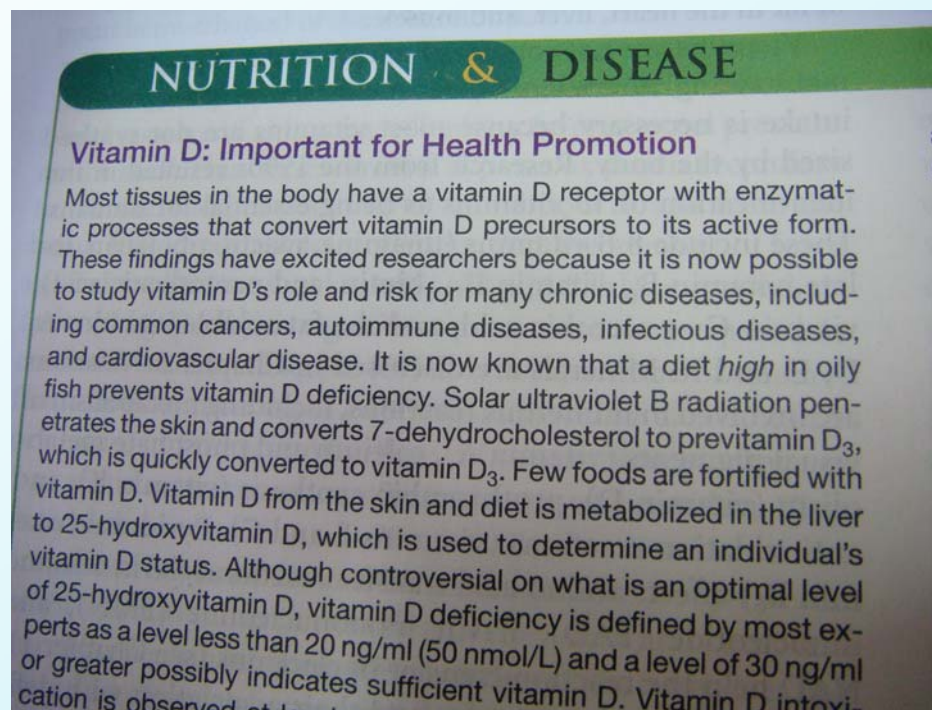 NUTRITION & DISEASE
Vitamin D: Important for Health Promotion
Most tissues in the body have a vitamin D receptor with enzymat-
ic processes that convert vitamin D precursors to its active form.
These findings have excited researchers because it is now possible
to study vitamin D's role and risk for many chronic diseases, includ-
ing common cancers, autoimmune diseases, infectious diseases,
and cardiovascular disease. It is now known that a diet high in oily
fish prevents vitamin D deficiency. Solar ultraviolet B radiation pen-
etrates the skin and converts 7-dehydrocholesterol to previtamin D₃,
which is quickly converted to vitamin D₃. Few foods are fortified with
vitamin D. Vitamin D from the skin and diet is metabolized in the liver
to 25-hydroxyvitamin D, which is used to determine an individual's
vitamin D status. Although controversial on what is an optimal level
of 25-hydroxyvitamin D, vitamin D deficiency is defined by most ex-
perts as a level less than 20 ng/ml (50 nmol/L) and a level of 30 ng/ml
or greater possibly indicates sufficient vitamin D. Vitamin D intoxi-
cation is observed